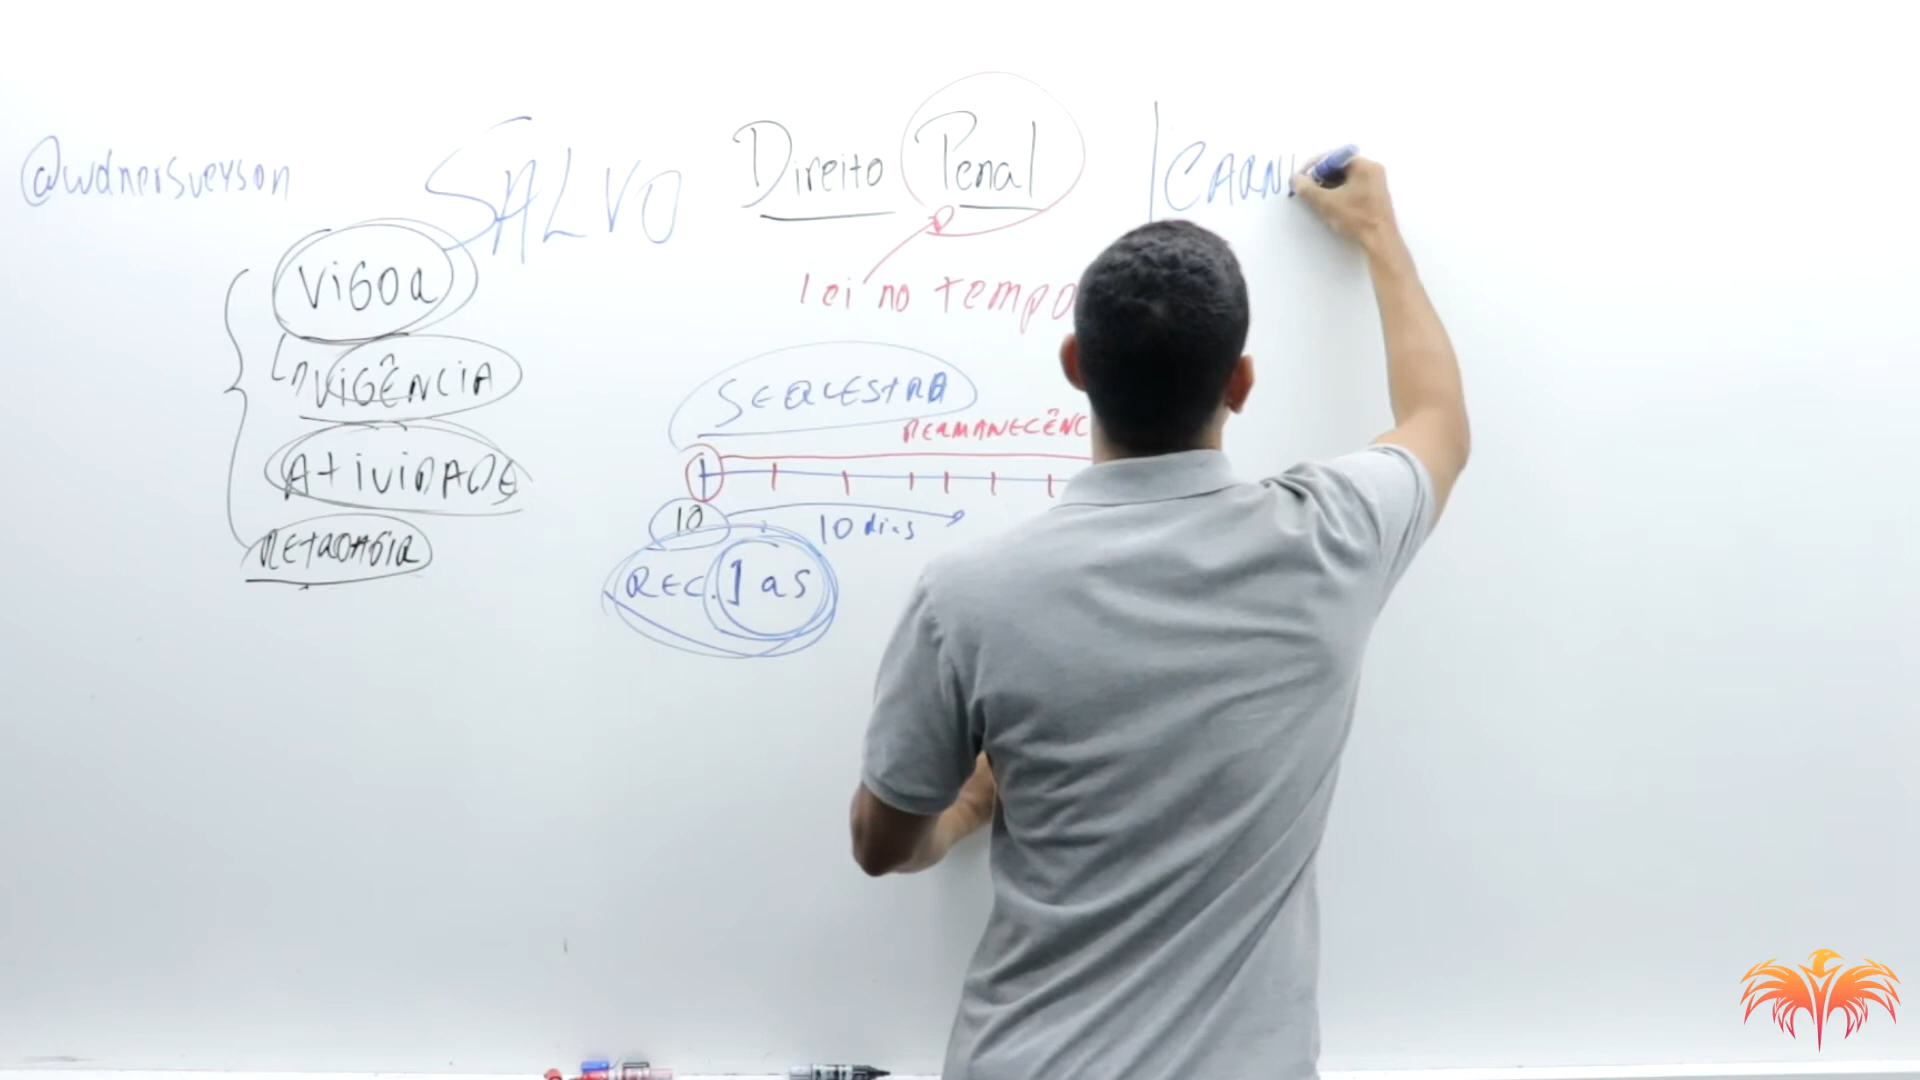 @wdnersveyson
SALVO
Direito Penal
CARN
lei no tempo
VIGOR
VIGÊNCIA
ATIVIDADE
RETROAGIR
SEQUESTRO
PERMANECÊNC
10
10 dias
REC. 1 as